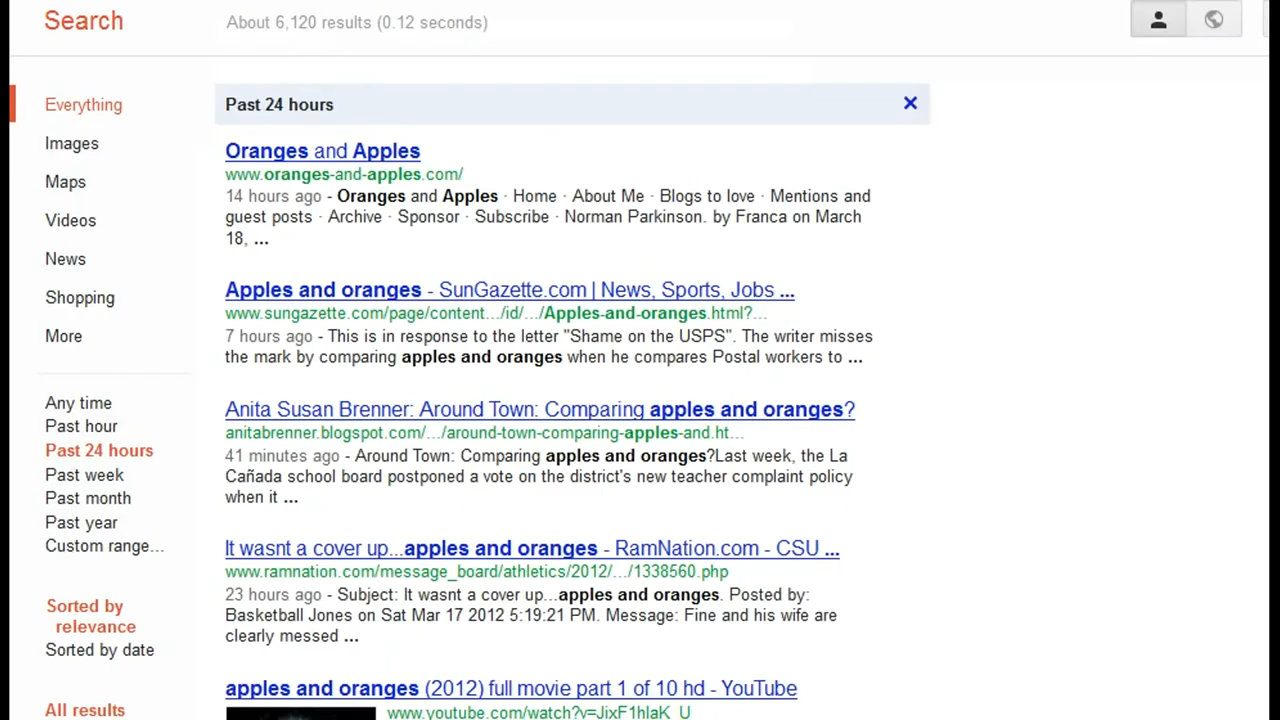 Search
About 6,120 results (0.12 seconds)
Everything
Images
Maps
Videos
News
Shopping
More
Any time
Past hour
Past 24 hours
Past week
Past month
Past year
Custom range...
Sorted by
relevance
Sorted by date
All results
Past 24 hours
Oranges and Apples
www.oranges-and-apples.com/
14 hours ago - Oranges and Apples · Home · About Me · Blogs to love · Mentions and
guest posts · Archive · Sponsor · Subscribe · Norman Parkinson. by Franca on March
18, ...
Apples and oranges - SunGazette.com | News, Sports, Jobs ...
www.sungazette.com/page/content.../id/.../Apples-and-oranges.html?...
7 hours ago - This is in response to the letter "Shame on the USPS". The writer misses
the mark by comparing apples and oranges when he compares Postal workers to ...
Anita Susan Brenner: Around Town: Comparing apples and oranges?
anitabrenner.blogspot.com/.../around-town-comparing-apples-and.ht...
41 minutes ago - Around Town: Comparing apples and oranges?Last week, the La
Cañada school board postponed a vote on the district's new teacher complaint policy
when it ...
It wasnt a cover up...apples and oranges - RamNation.com - CSU ...
www.ramnation.com/message_board/athletics/2012/.../1338560.php
23 hours ago - Subject: It wasnt a cover up...apples and oranges. Posted by:
Basketball Jones on Sat Mar 17 2012 5:19:21 PM. Message: Fine and his wife are
clearly messed ...
apples and oranges (2012) full movie part 1 of 10 hd - YouTube
www.youtube.com/watch?v=JixF1hlaK_U